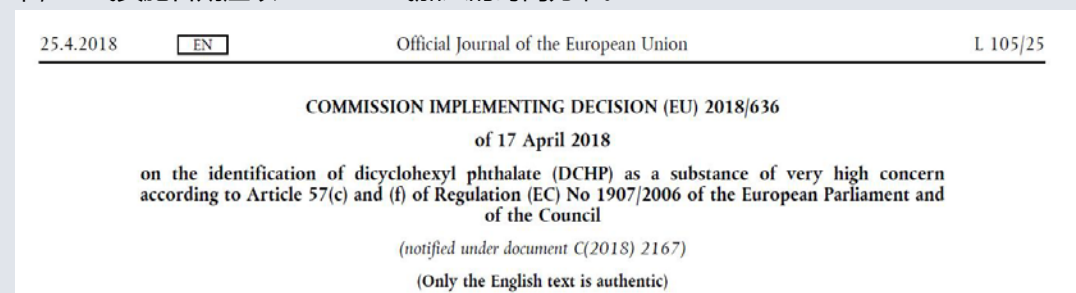 25.4.2018 EN Official Journal of the European Union L 105/25
COMMISSION IMPLEMENTING DECISION (EU) 2018/636
of 17 April 2018
on the identification of dicyclohexyl phthalate (DCHP) as a substance of very high concern
according to Article 57(c) and (f) of Regulation (EC) No 1907/2006 of the European Parliament and
of the Council
(notified under document C(2018) 2167)
(Only the English text is authentic)